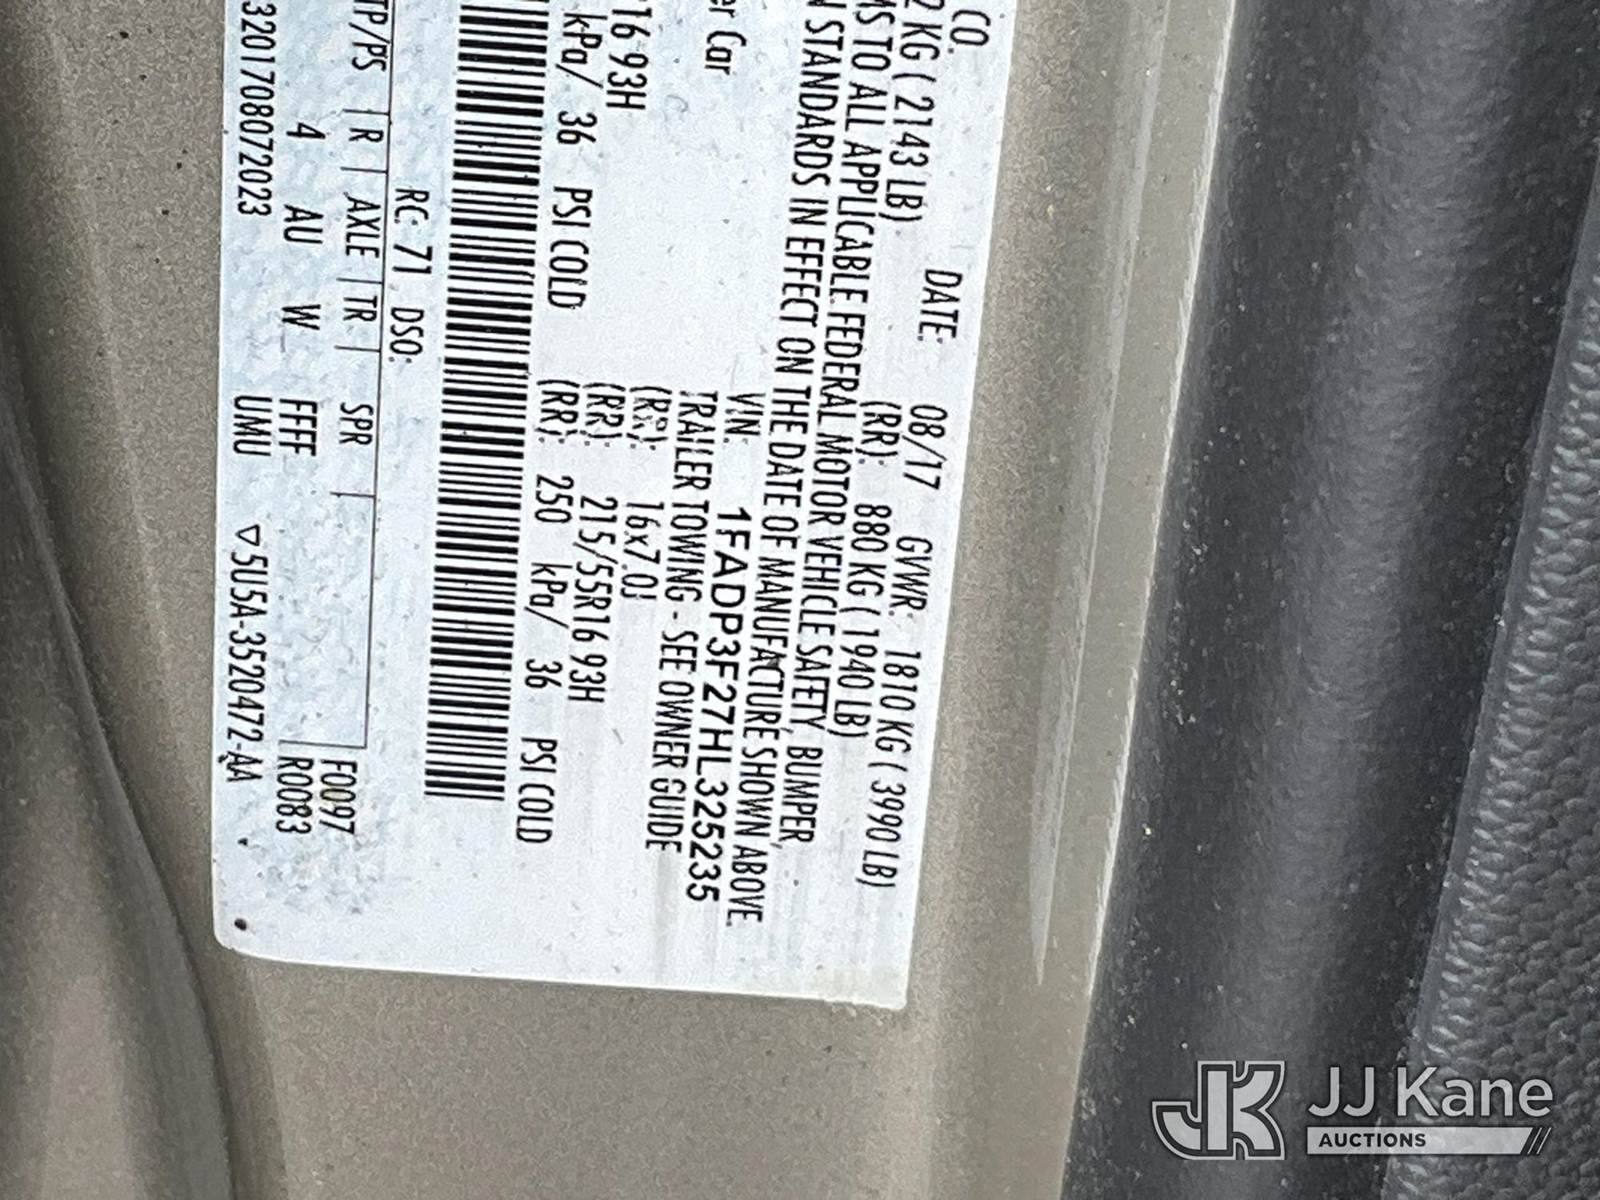 CO.
DATE: 08/17 GVWR: 1810 KG ( 3990 LB)
2 KG ( 2143 LB) (RR): 880 KG ( 1940 LB)
MS TO ALL APPLICABLE FEDERAL MOTOR VEHICLE SAFETY, BUMPER,
N STANDARDS IN EFFECT ON THE DATE OF MANUFACTURE SHOWN ABOVE.
VIN: 1FADP3F27HL325235
er Car TRAILER TOWING - SEE OWNER GUIDE
(RR): 16x7.0J
16 93H (RR): 215/55R16 93H
kPa/ 36 PSI COLD (RR): 250 kPa/ 36 PSI COLD
RC: 71 DSO:
TP/PS | R | AXLE | TR | SPR F0097
4 AU W FFFF R0083
3201708072023 UMU ▽5U5A-3520472-AA
JJ Kane
AUCTIONS